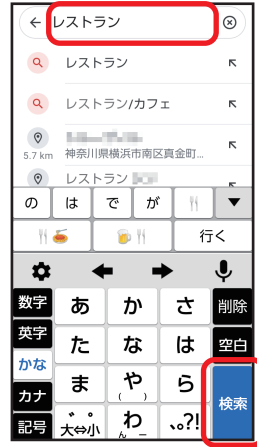 レストラン
レストラン
レストラン/カフェ
5.7 km 神奈川県横浜市南区真金町...
レストラン
の は で が
行く
数字 あ か さ 削除
英字 た な は 空白
かな
カナ ま や ( ) ら 検索
記号 ゛゜大⇔小 わ ん ー 、。?!